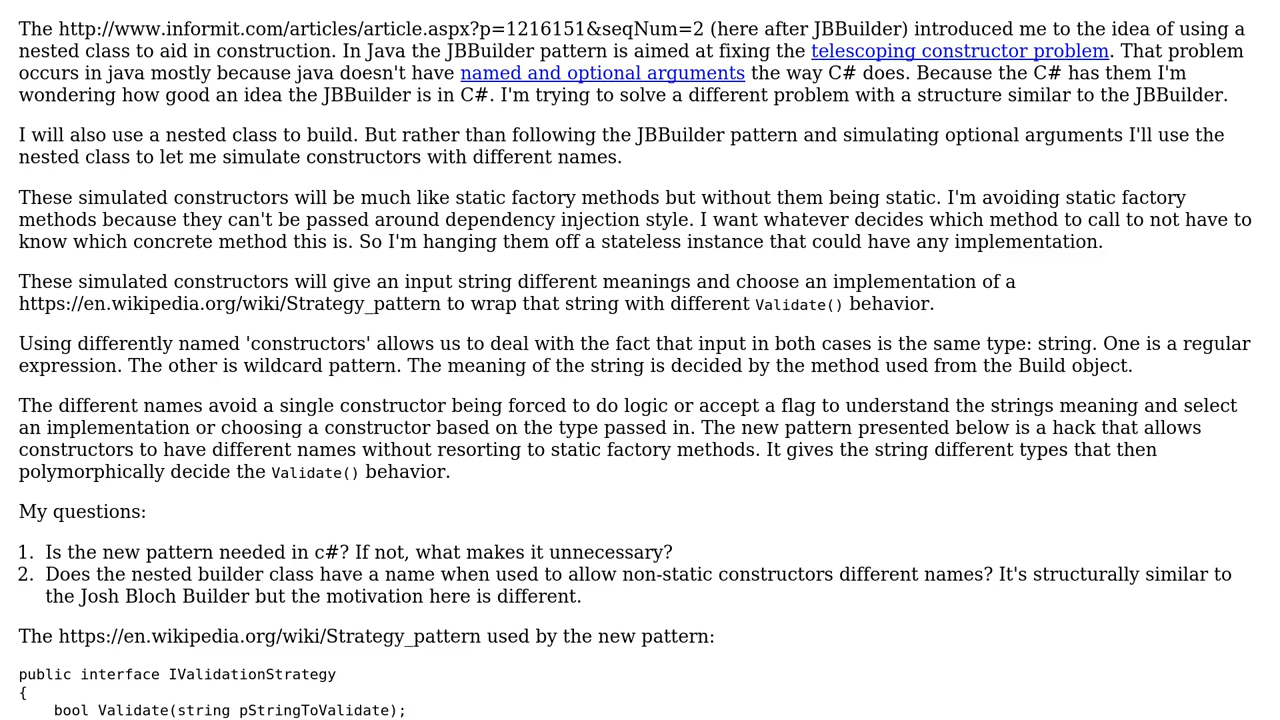 The http://www.informit.com/articles/article.aspx?p=1216151&seqNum=2 (here after JBBuilder) introduced me to the idea of using a
nested class to aid in construction. In Java the JBBuilder pattern is aimed at fixing the telescoping constructor problem. That problem
occurs in java mostly because java doesn't have named and optional arguments the way C# does. Because the C# has them I'm
wondering how good an idea the JBBuilder is in C#. I'm trying to solve a different problem with a structure similar to the JBBuilder.
I will also use a nested class to build. But rather than following the JBBuilder pattern and simulating optional arguments I'll use the
nested class to let me simulate constructors with different names.
These simulated constructors will be much like static factory methods but without them being static. I'm avoiding static factory
methods because they can't be passed around dependency injection style. I want whatever decides which method to call to not have to
know which concrete method this is. So I'm hanging them off a stateless instance that could have any implementation.
These simulated constructors will give an input string different meanings and choose an implementation of a
https://en.wikipedia.org/wiki/Strategy_pattern to wrap that string with different Validate() behavior.
Using differently named 'constructors' allows us to deal with the fact that input in both cases is the same type: string. One is a regular
expression. The other is wildcard pattern. The meaning of the string is decided by the method used from the Build object.
The different names avoid a single constructor being forced to do logic or accept a flag to understand the strings meaning and select
an implementation or choosing a constructor based on the type passed in. The new pattern presented below is a hack that allows
constructors to have different names without resorting to static factory methods. It gives the string different types that then
polymorphically decide the Validate() behavior.
My questions:
1. Is the new pattern needed in c#? If not, what makes it unnecessary?
2. Does the nested builder class have a name when used to allow non-static constructors different names? It's structurally similar to
the Josh Bloch Builder but the motivation here is different.
The https://en.wikipedia.org/wiki/Strategy_pattern used by the new pattern:
public interface IValidationStrategy
{
    bool Validate(string pStringToValidate);